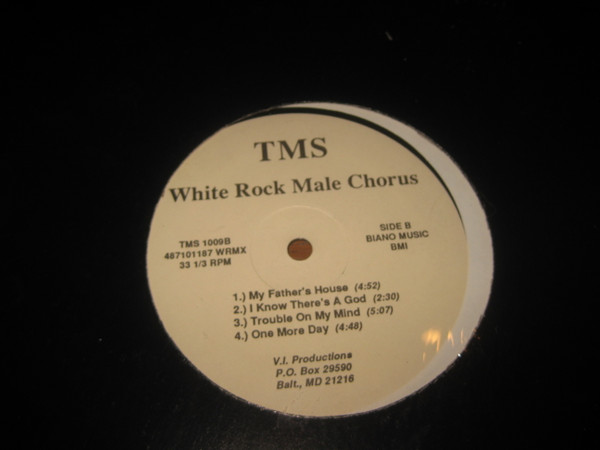 TMS
White Rock Male Chorus
TMS 1009B
487101187 WRMX
33 1/3 RPM
SIDE B
BIANO MUSIC
BMI
1.) My Father's House (4:52)
2.) I Know There's A God (2:30)
3.) Trouble On My Mind (5:07)
4.) One More Day (4:48)
V.I. Productions
P.O. Box 29590
Balt., MD 21216